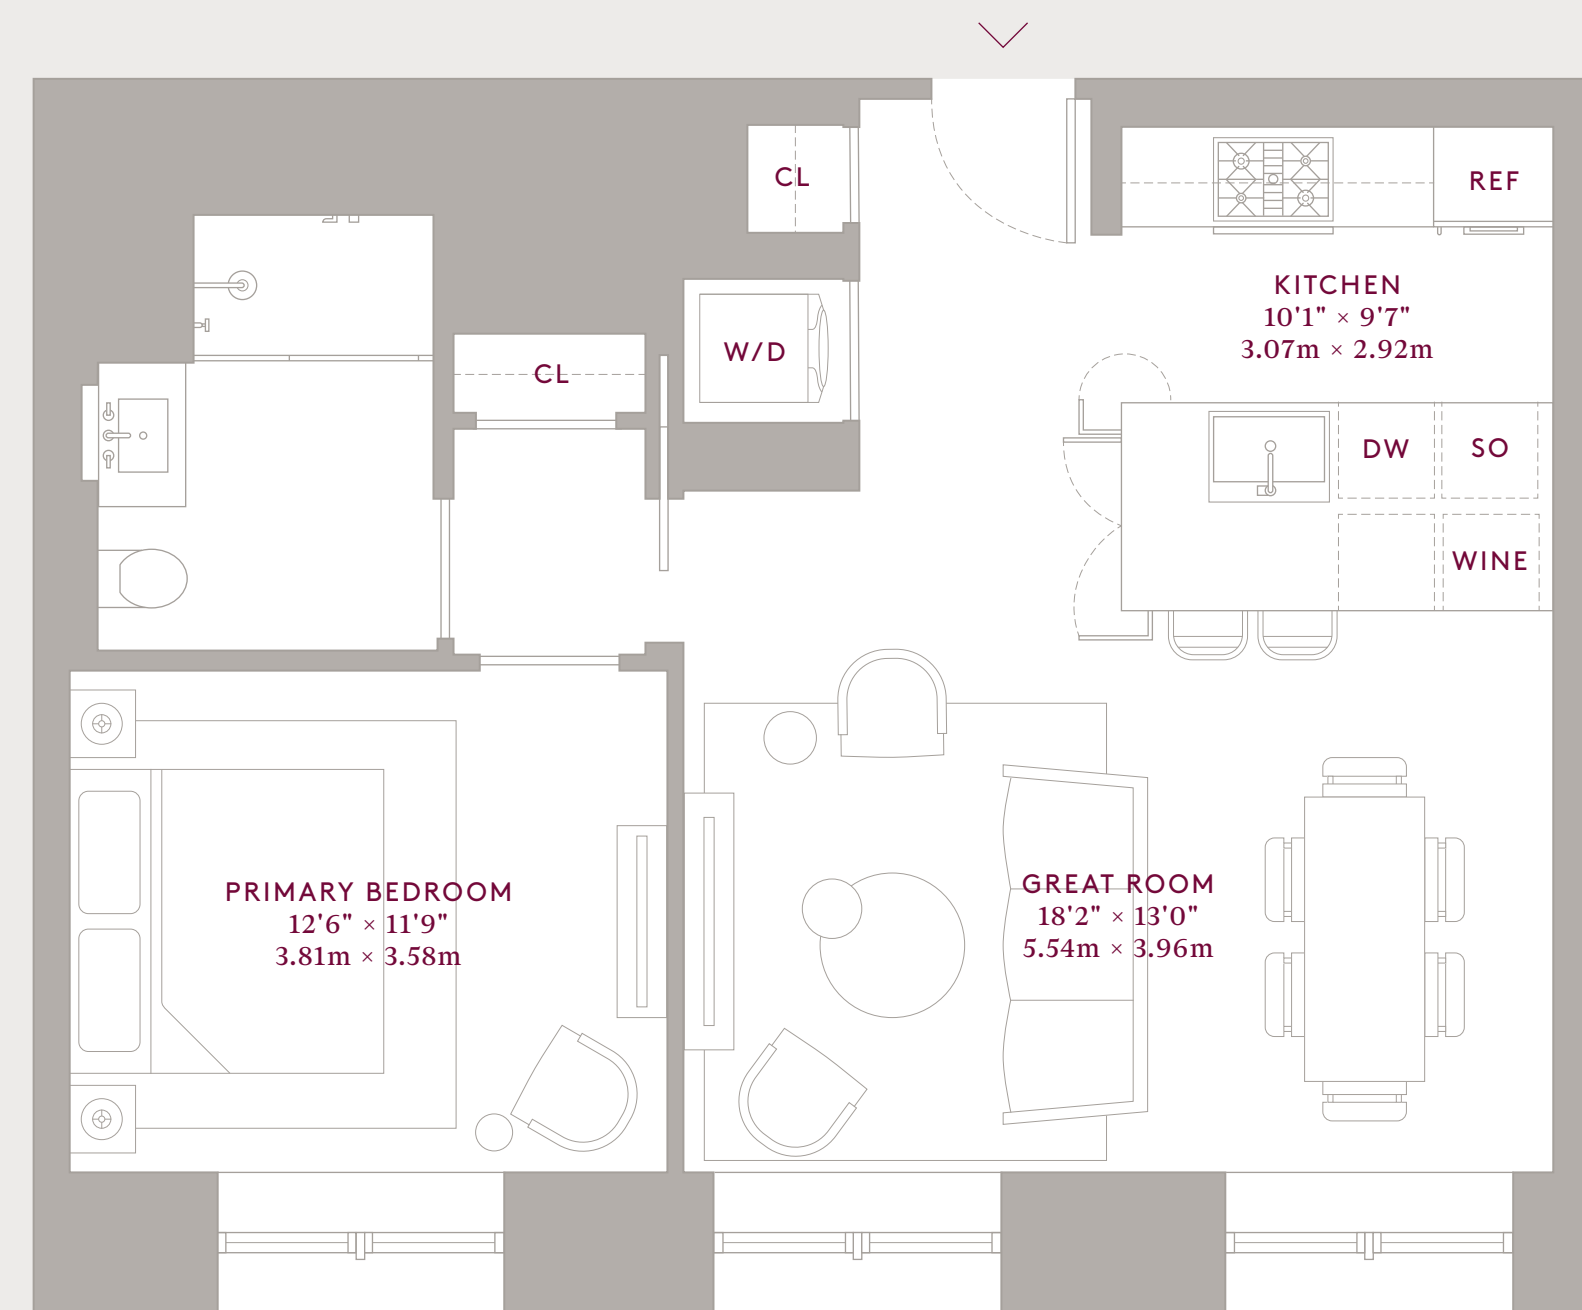 CL
REF
KITCHEN
10'1" × 9'7"
3.07m × 2.92m
W/D
CL
DW
SO
WINE
PRIMARY BEDROOM
12'6" × 11'9"
3.81m × 3.58m
GREAT ROOM
18'2" × 13'0"
5.54m × 3.96m